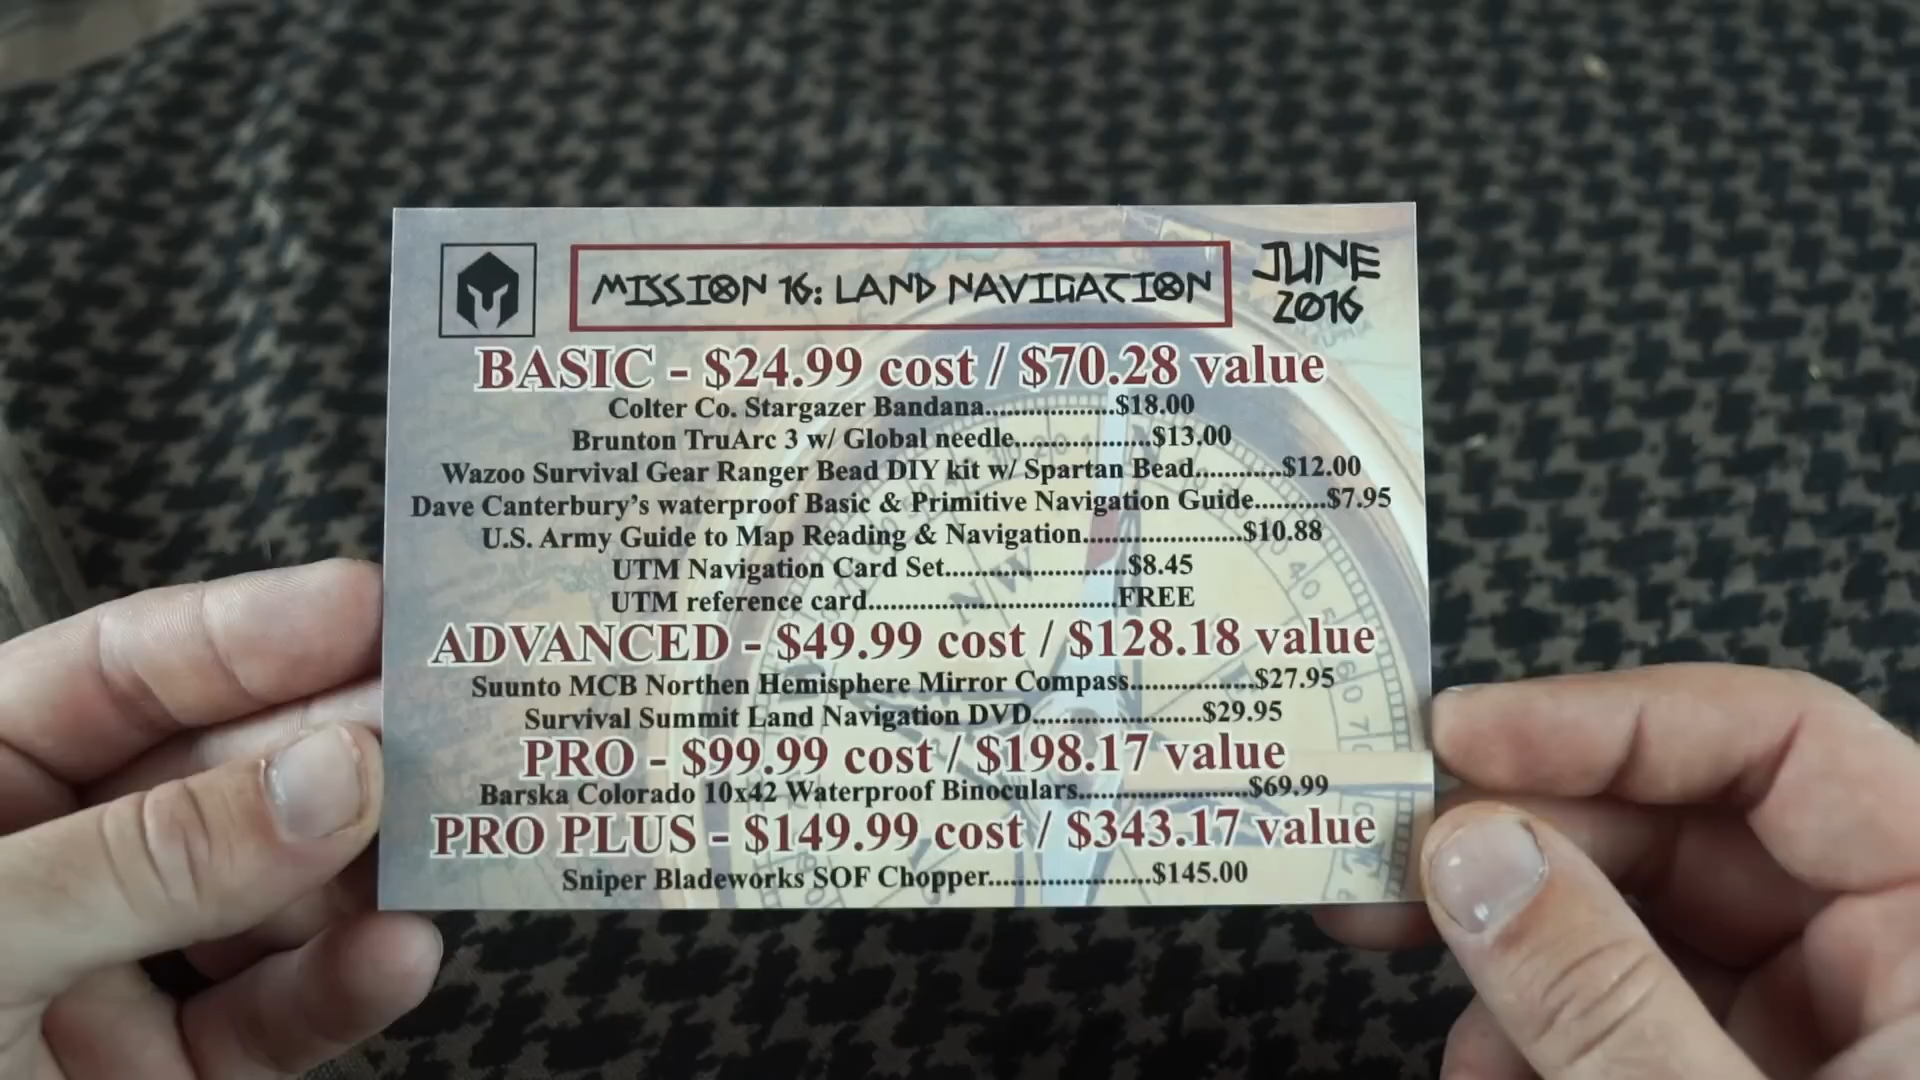 MISSION 16: LAND NAVIGATION
JUNE
2016
BASIC - $24.99 cost / $70.28 value
Colter Co. Stargazer Bandana..................$18.00
Brunton TruArc 3 w/ Global needle...................$13.00
Wazoo Survival Gear Ranger Bead DIY kit w/ Spartan Bead............$12.00
Dave Canterbury's waterproof Basic & Primitive Navigation Guide..........$7.95
U.S. Army Guide to Map Reading & Navigation......................$10.88
UTM Navigation Card Set.........................$8.45
UTM reference card..................................FREE
ADVANCED - $49.99 cost / $128.18 value
Suunto MCB Northen Hemisphere Mirror Compass.................$27.95
Survival Summit Land Navigation DVD........................$29.95
PRO - $99.99 cost / $198.17 value
Barska Colorado 10x42 Waterproof Binoculars........................$69.99
PRO PLUS - $149.99 cost / $343.17 value
Sniper Bladeworks SOF Chopper.......................$145.00
NW
40
60
70